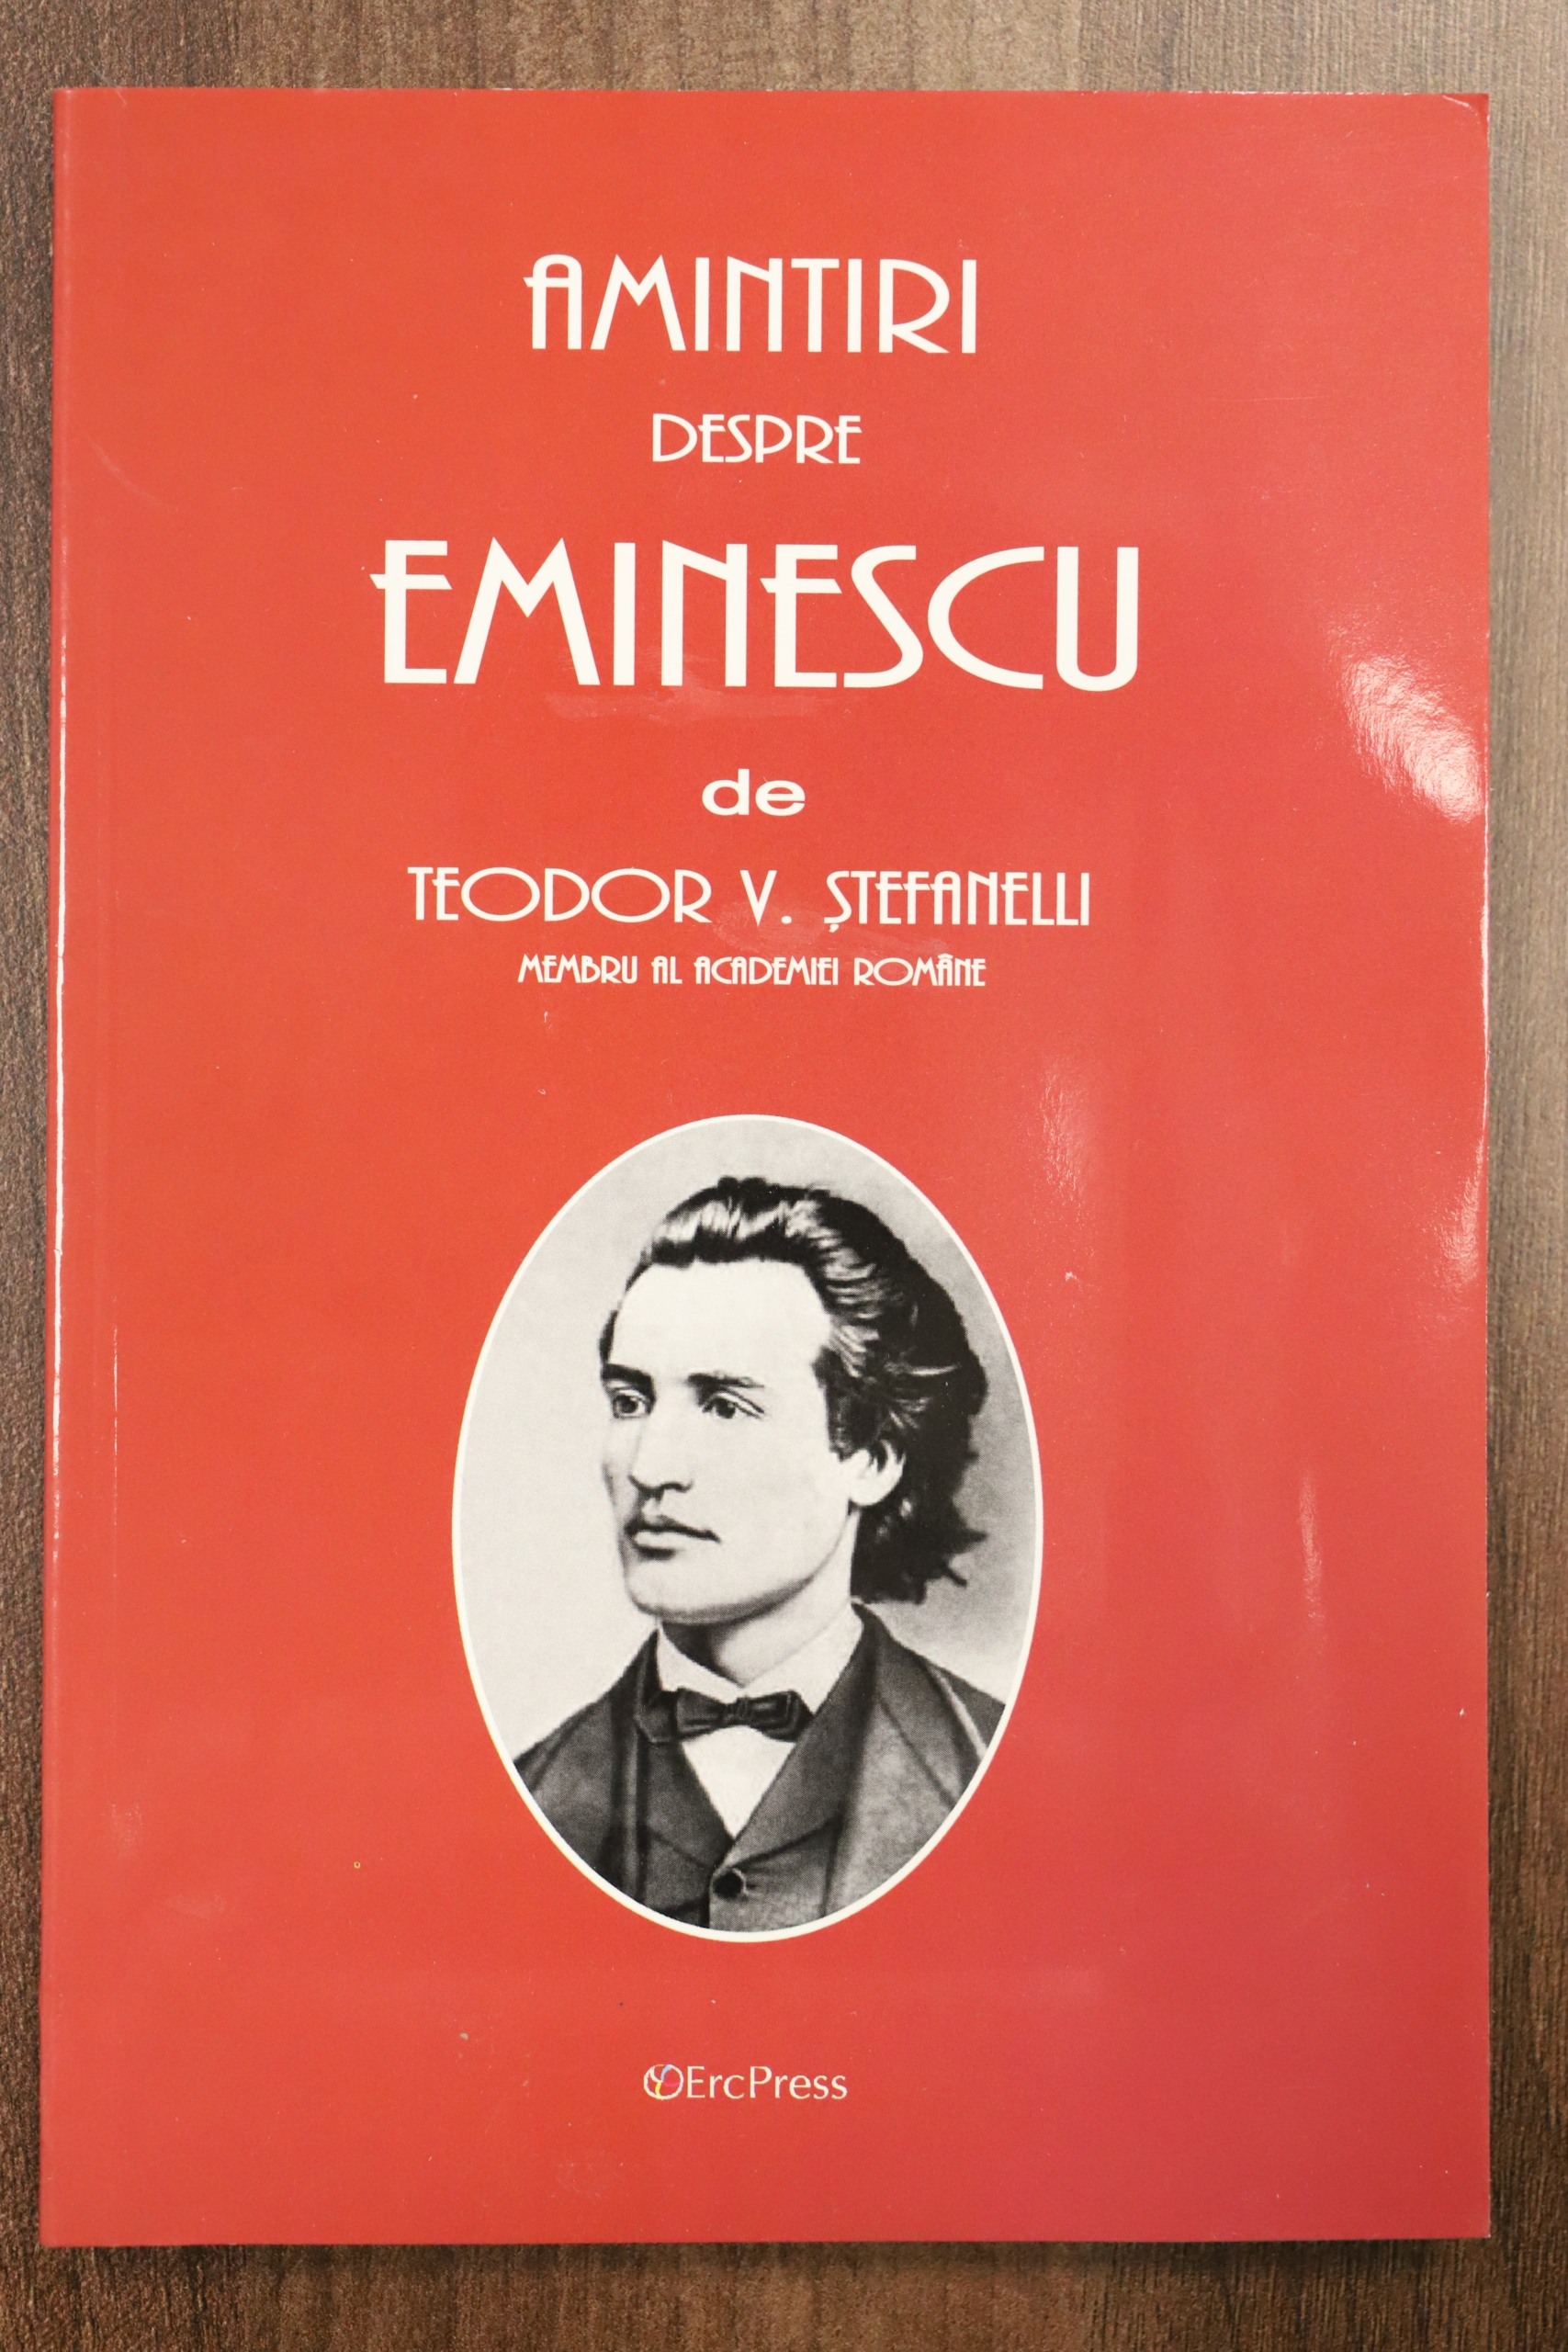 AMINTIRI
DESPRE
EMINESCU
de
TEODOR V. ȘTEFANELLI
MEMBRU AL ACADEMIEI ROMÂNE
ErcPress